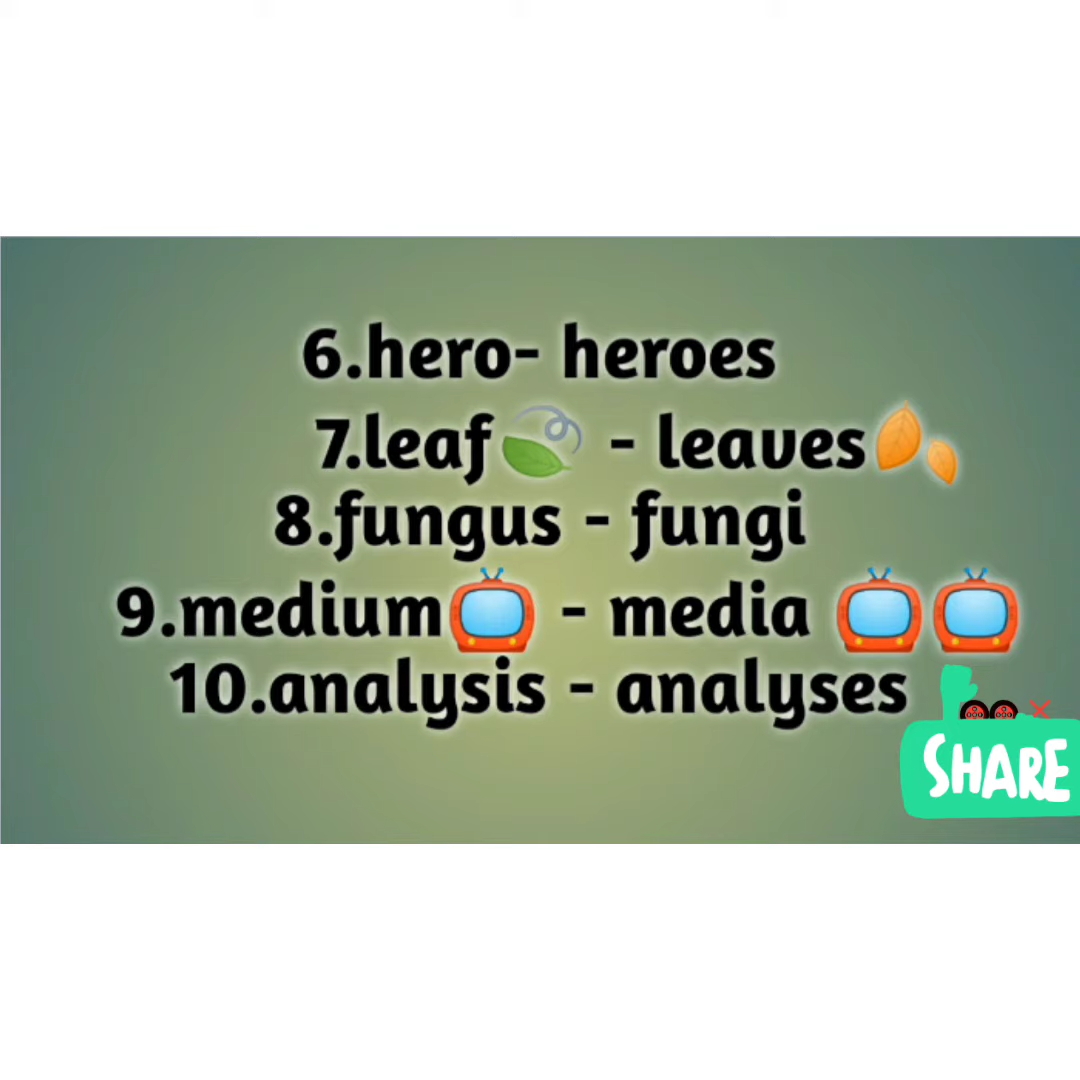 6.hero- heroes
7.leaf🍃 - leaves🍂
8.fungus - fungi
9.medium📺 - media 📺📺
10.analysis - analyses
SHARE